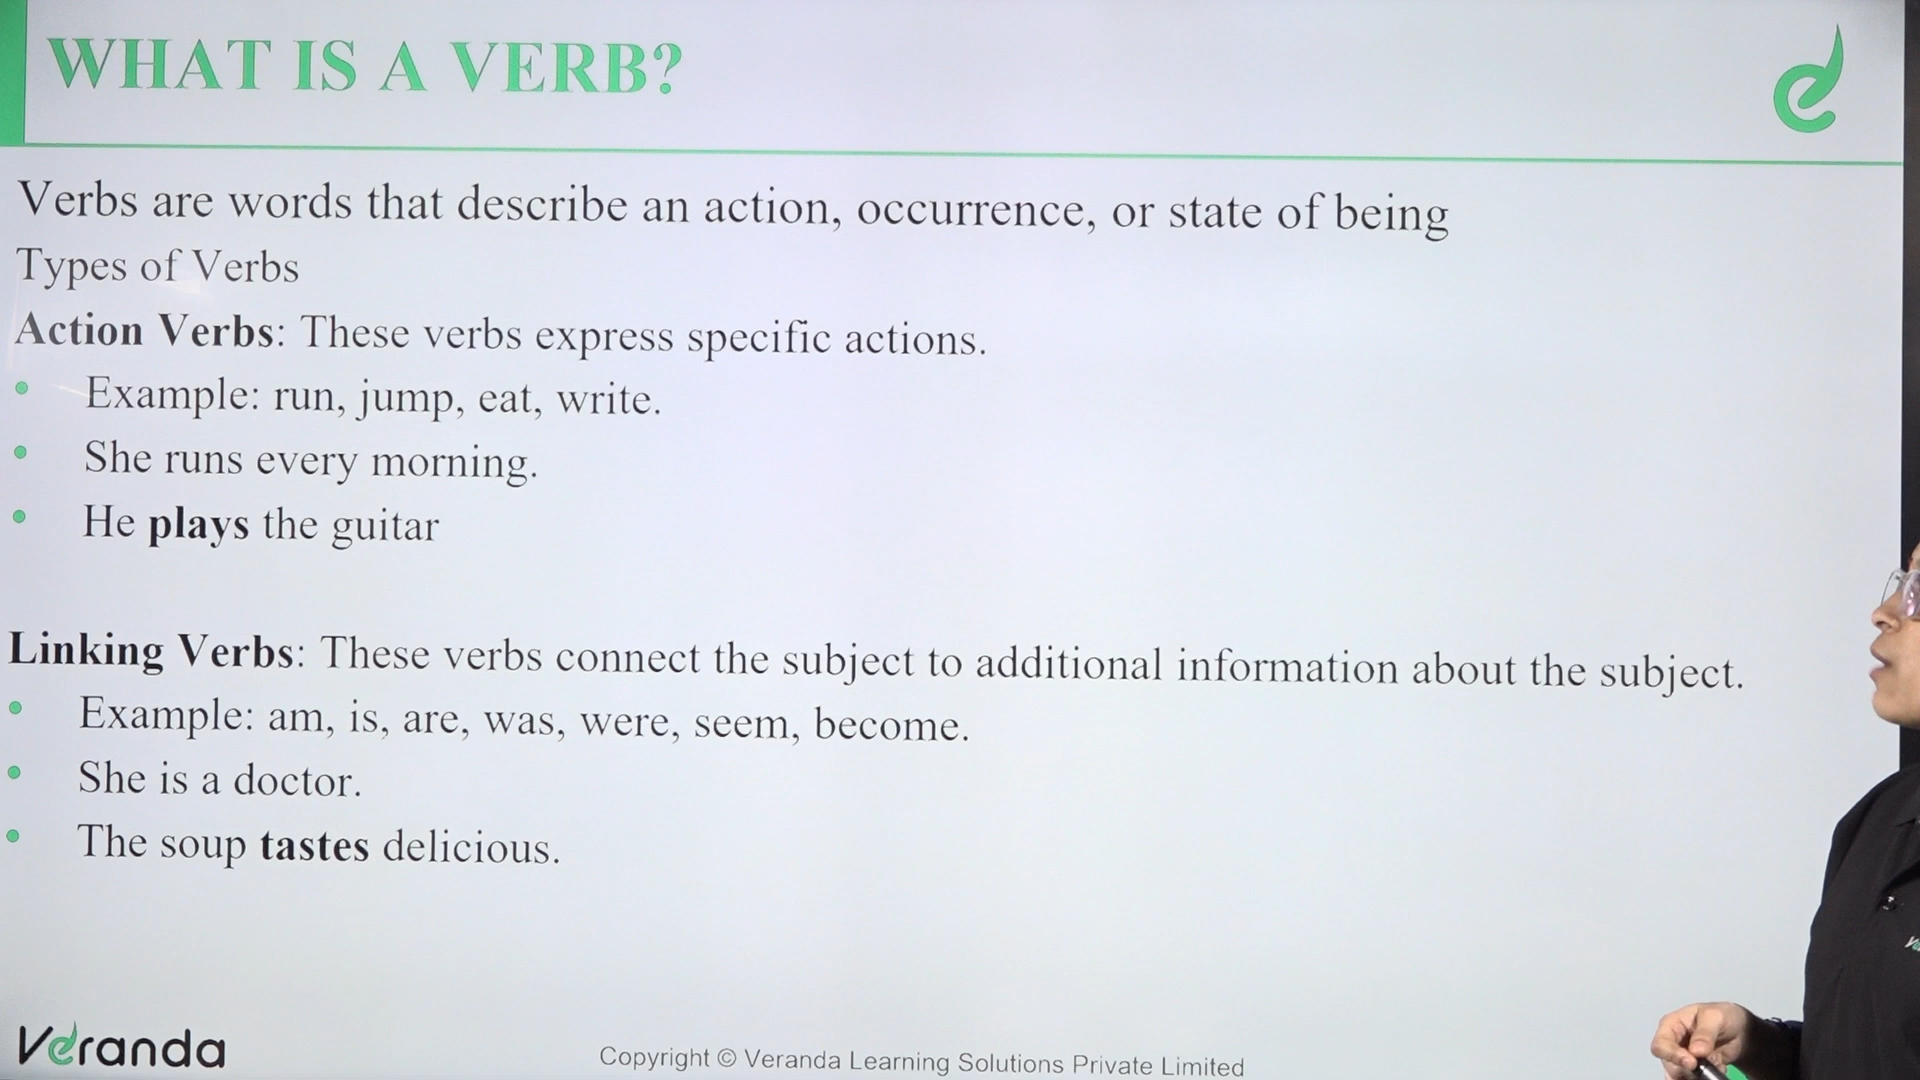 WHAT IS A VERB?
Verbs are words that describe an action, occurrence, or state of being
Types of Verbs
Action Verbs: These verbs express specific actions.
• Example: run, jump, eat, write.
• She runs every morning.
• He plays the guitar
Linking Verbs: These verbs connect the subject to additional information about the subject.
• Example: am, is, are, was, were, seem, become.
• She is a doctor.
• The soup tastes delicious.
Veranda
Copyright © Veranda Learning Solutions Private Limited